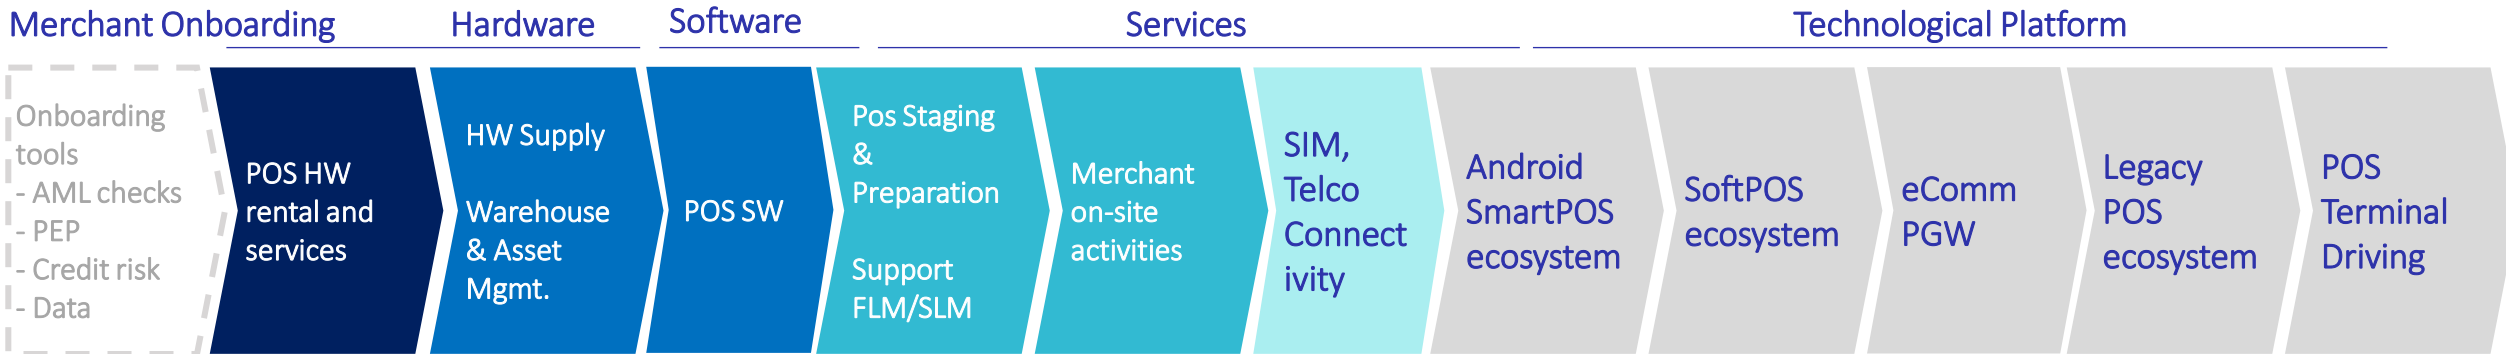 Merchant Onboarding
Hardware
Software
Services
Technological Platform
Onboarding
tools
- AML checks
- PEP
- Credit risk
- Data
POS HW
rental and
services
HW Supply
Warehouse
& Asset
Mgmt.
POS SW
Pos Staging
&
Preparation
Support
FLM/SLM
Merchant
on-site
activities
SIM,
Telco
Connect
ivity
Android
SmartPOS
ecosystem
SoftPOS
ecosystem
eComm
PGW
Legacy
POS
ecosystem
POS
Terminal
Driving